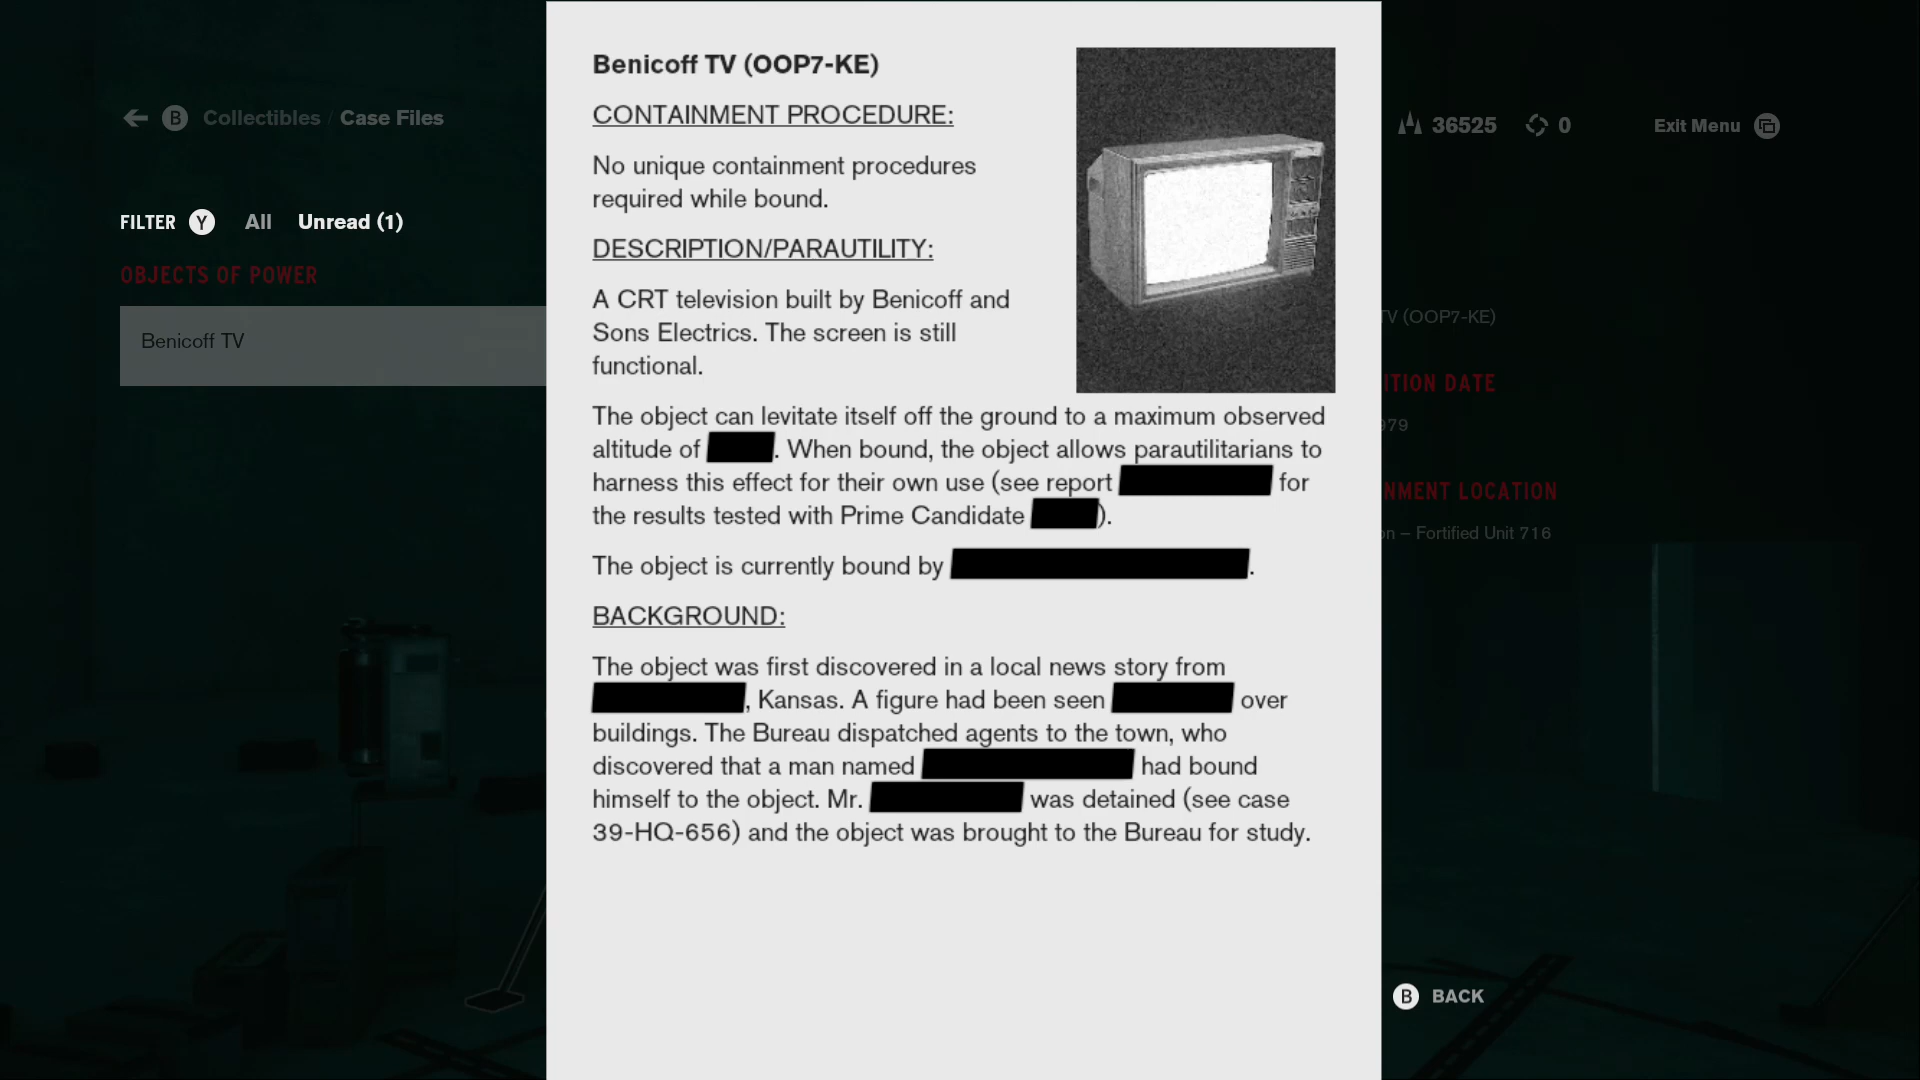 Collectibles / Case Files
B
36525
0
Exit Menu
FILTER Y All Unread (1)
OBJECTS OF POWER
Benicoff TV
Benicoff TV (OOP7-KE)
CONTAINMENT PROCEDURE:
No unique containment procedures
required while bound.
DESCRIPTION/PARAUTILITY:
A CRT television built by Benicoff and
Sons Electrics. The screen is still
functional.
The object can levitate itself off the ground to a maximum observed
altitude of . When bound, the object allows parautilitarians to
harness this effect for their own use (see report for
the results tested with Prime Candidate ).
The object is currently bound by .
BACKGROUND:
The object was first discovered in a local news story from
, Kansas. A figure had been seen over
buildings. The Bureau dispatched agents to the town, who
discovered that a man named had bound
himself to the object. Mr. was detained (see case
39-HQ-656) and the object was brought to the Bureau for study.
TV (OOP7-KE)
ITION DATE
979
NMENT LOCATION
on – Fortified Unit 716
B BACK